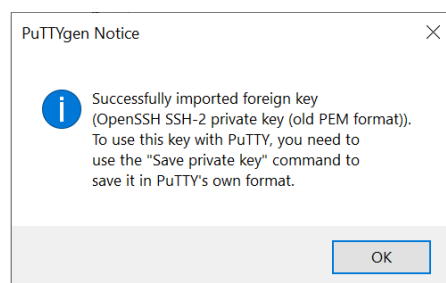 PuTTYgen Notice
Successfully imported foreign key
(OpenSSH SSH-2 private key (old PEM format)).
To use this key with PuTTY, you need to
use the "Save private key" command to
save it in PuTTY's own format.
OK